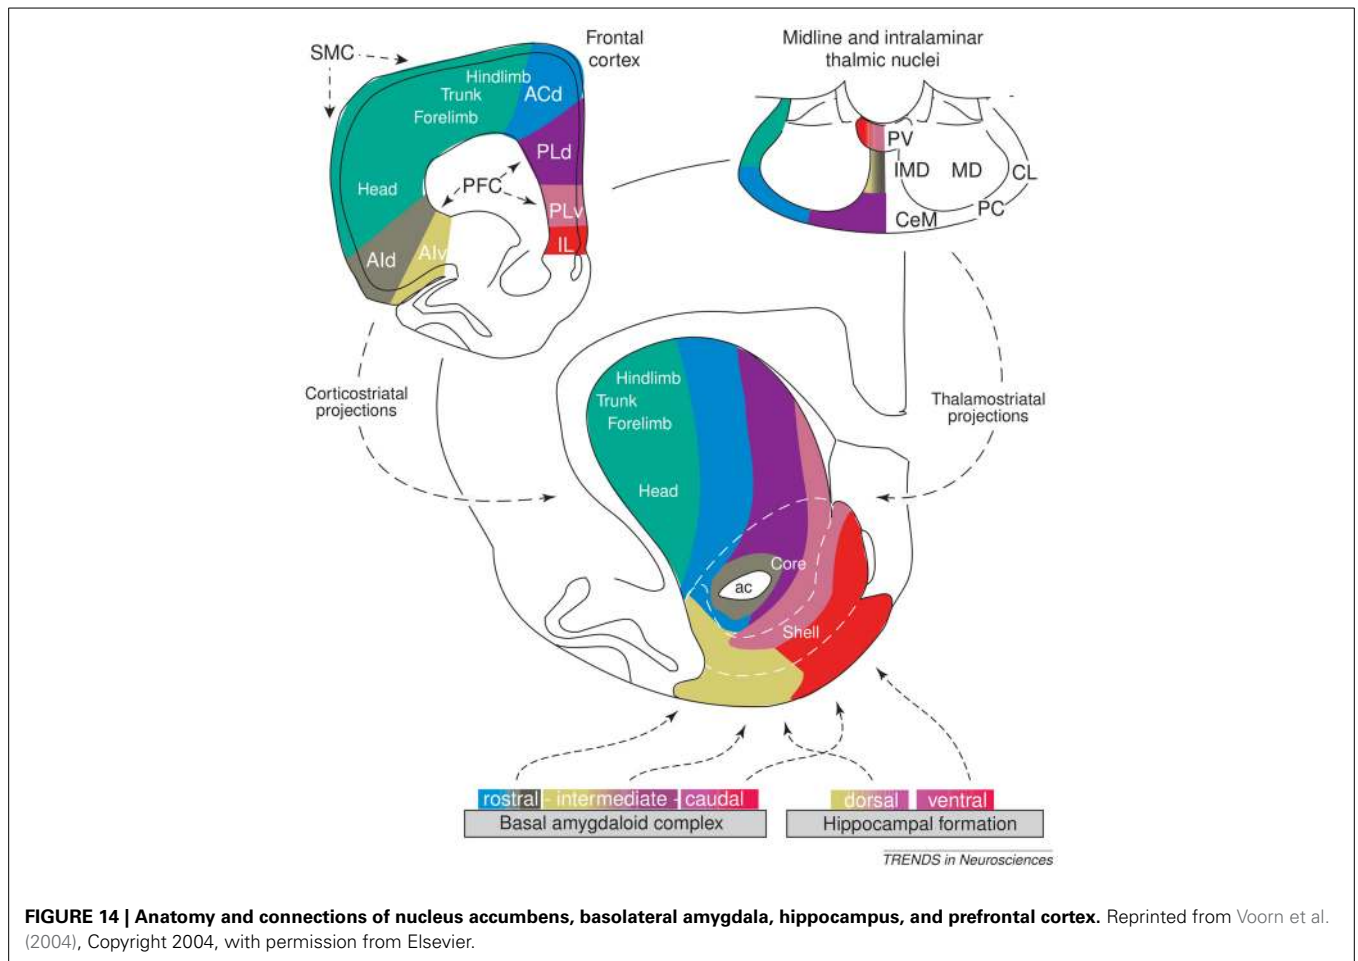 SMC
Frontal
cortex
Hindlimb
Trunk
Forelimb
ACd
PLd
Head
PFC
PLv
IL
AId
AIv
Midline and intralaminar
thalmic nuclei
PV
IMD
MD
CL
PC
CeM
Corticostriatal
projections
Thalamostriatal
projections
Hindlimb
Trunk
Forelimb
Head
Core
ac
Shell
rostral - intermediate - caudal
Basal amygdaloid complex
dorsal ventral
Hippocampal formation
TRENDS in Neurosciences
FIGURE 14 | Anatomy and connections of nucleus accumbens, basolateral amygdala, hippocampus, and prefrontal cortex. Reprinted from Voorn et al.
(2004), Copyright 2004, with permission from Elsevier.